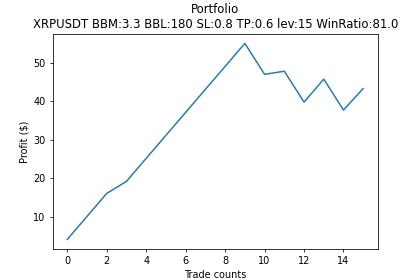 Portfolio
XRPUSDT BBM:3.3 BBL:180 SL:0.8 TP:0.6 lev:15 WinRatio:81.0
50
40
30
20
10
Profit ($)
0 2 4 6 8 10 12 14
Trade counts